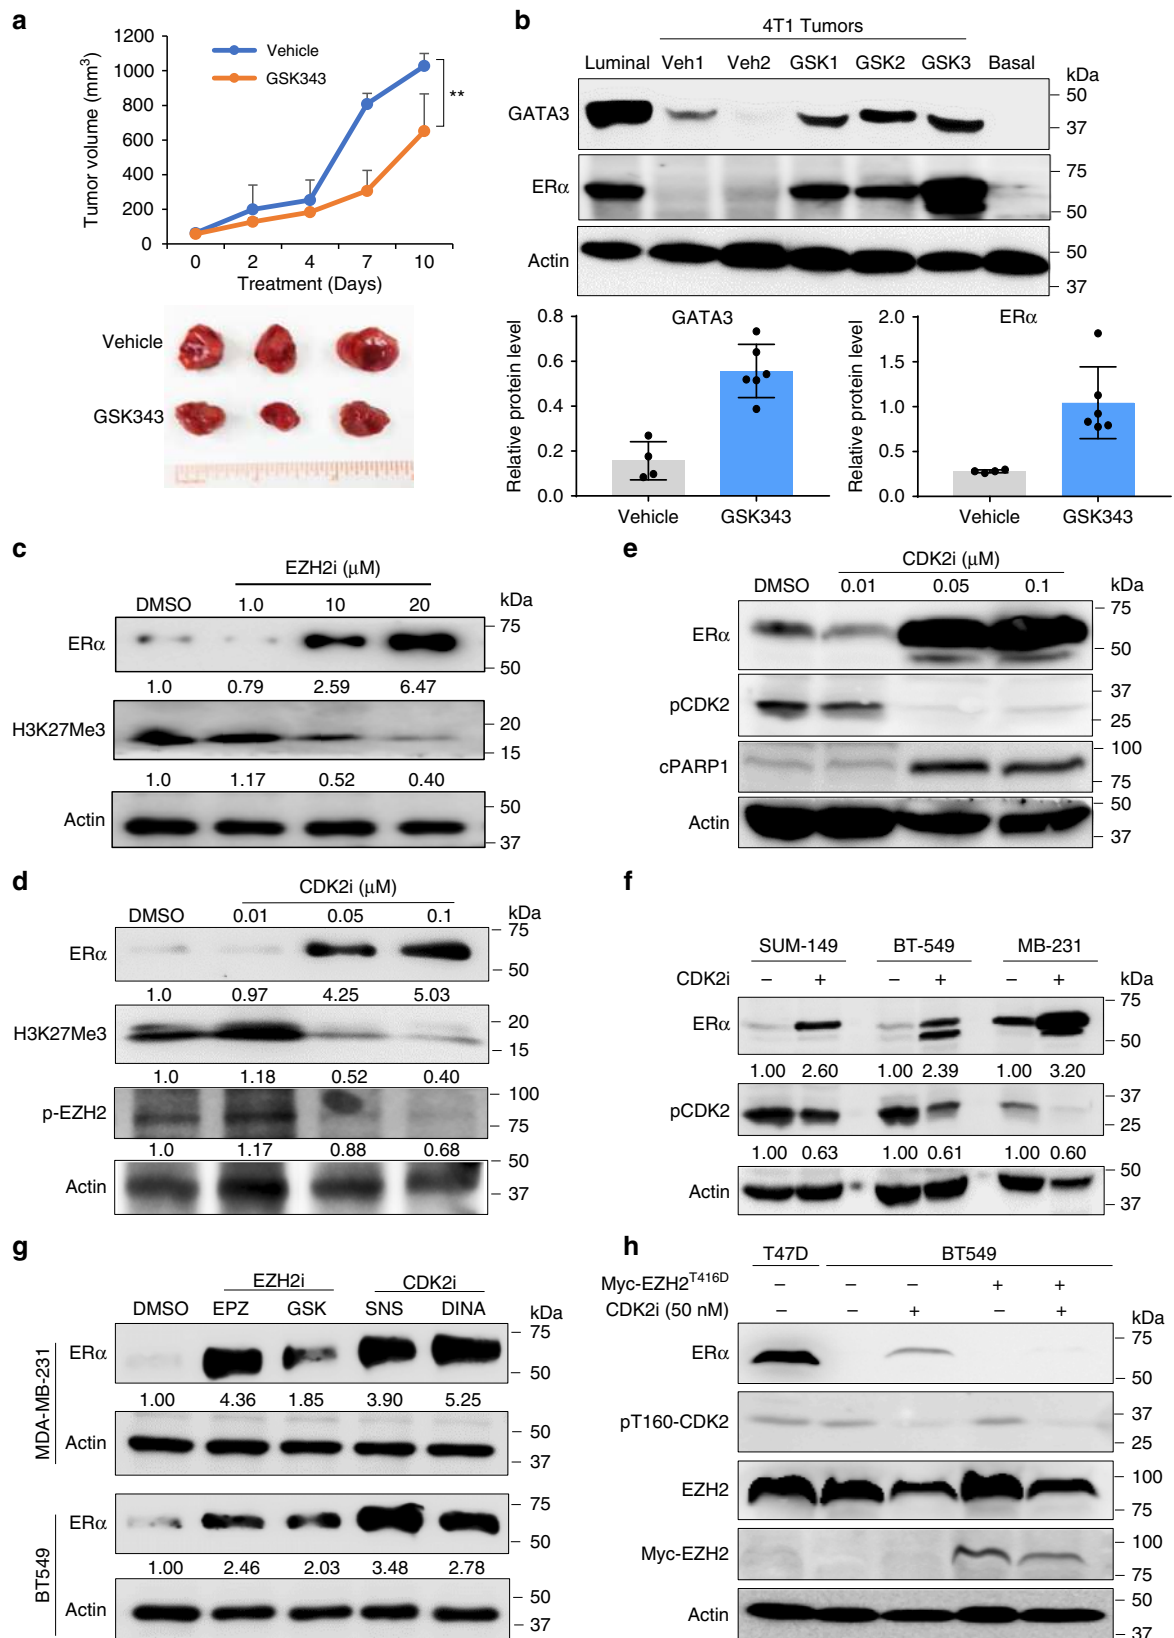 a
1200
1000
800
600
400
200
0
Tumor volume (mm³)
Vehicle
GSK343
**
0 2 4 7 10
Treatment (Days)
Vehicle
GSK343
b
4T1 Tumors
Luminal Veh1 Veh2 GSK1 GSK2 GSK3 Basal
kDa
GATA3
50
37
ERα
75
50
Actin
50
37
GATA3
Relative protein level
0.8
0.6
0.4
0.2
0.0
Vehicle GSK343
ERα
Relative protein level
2.0
1.5
1.0
0.5
0.0
Vehicle GSK343
c
EZH2i (μM)
DMSO 1.0 10 20 kDa
ERα
75
50
1.0 0.79 2.59 6.47
H3K27Me3
20
15
1.0 1.17 0.52 0.40
Actin
50
37
e
CDK2i (μM)
DMSO 0.01 0.05 0.1 kDa
ERα
75
50
pCDK2
37
25
cPARP1
100
75
Actin
50
37
d
CDK2i (μM)
DMSO 0.01 0.05 0.1 kDa
ERα
75
50
1.0 0.97 4.25 5.03
H3K27Me3
20
15
1.0 1.18 0.52 0.40
p-EZH2
100
75
1.0 1.17 0.88 0.68
Actin
50
37
f
SUM-149 BT-549 MB-231
CDK2i – + – + – + kDa
ERα
75
50
1.00 2.60 1.00 2.39 1.00 3.20
pCDK2
37
25
1.00 0.63 1.00 0.61 1.00 0.60
Actin
50
37
g
EZH2i CDK2i
DMSO EPZ GSK SNS DINA kDa
MDA-MB-231
ERα
75
50
1.00 4.36 1.85 3.90 5.25
Actin
50
37
BT549
ERα
75
50
1.00 2.46 2.03 3.48 2.78
Actin
50
37
h
T47D BT549
Myc-EZH2ᵀ⁴¹⁶ᴰ – – – + +
CDK2i (50 nM) – – + – + kDa
ERα
75
50
pT160-CDK2
37
25
EZH2
100
75
Myc-EZH2
100
75
Actin
50
37